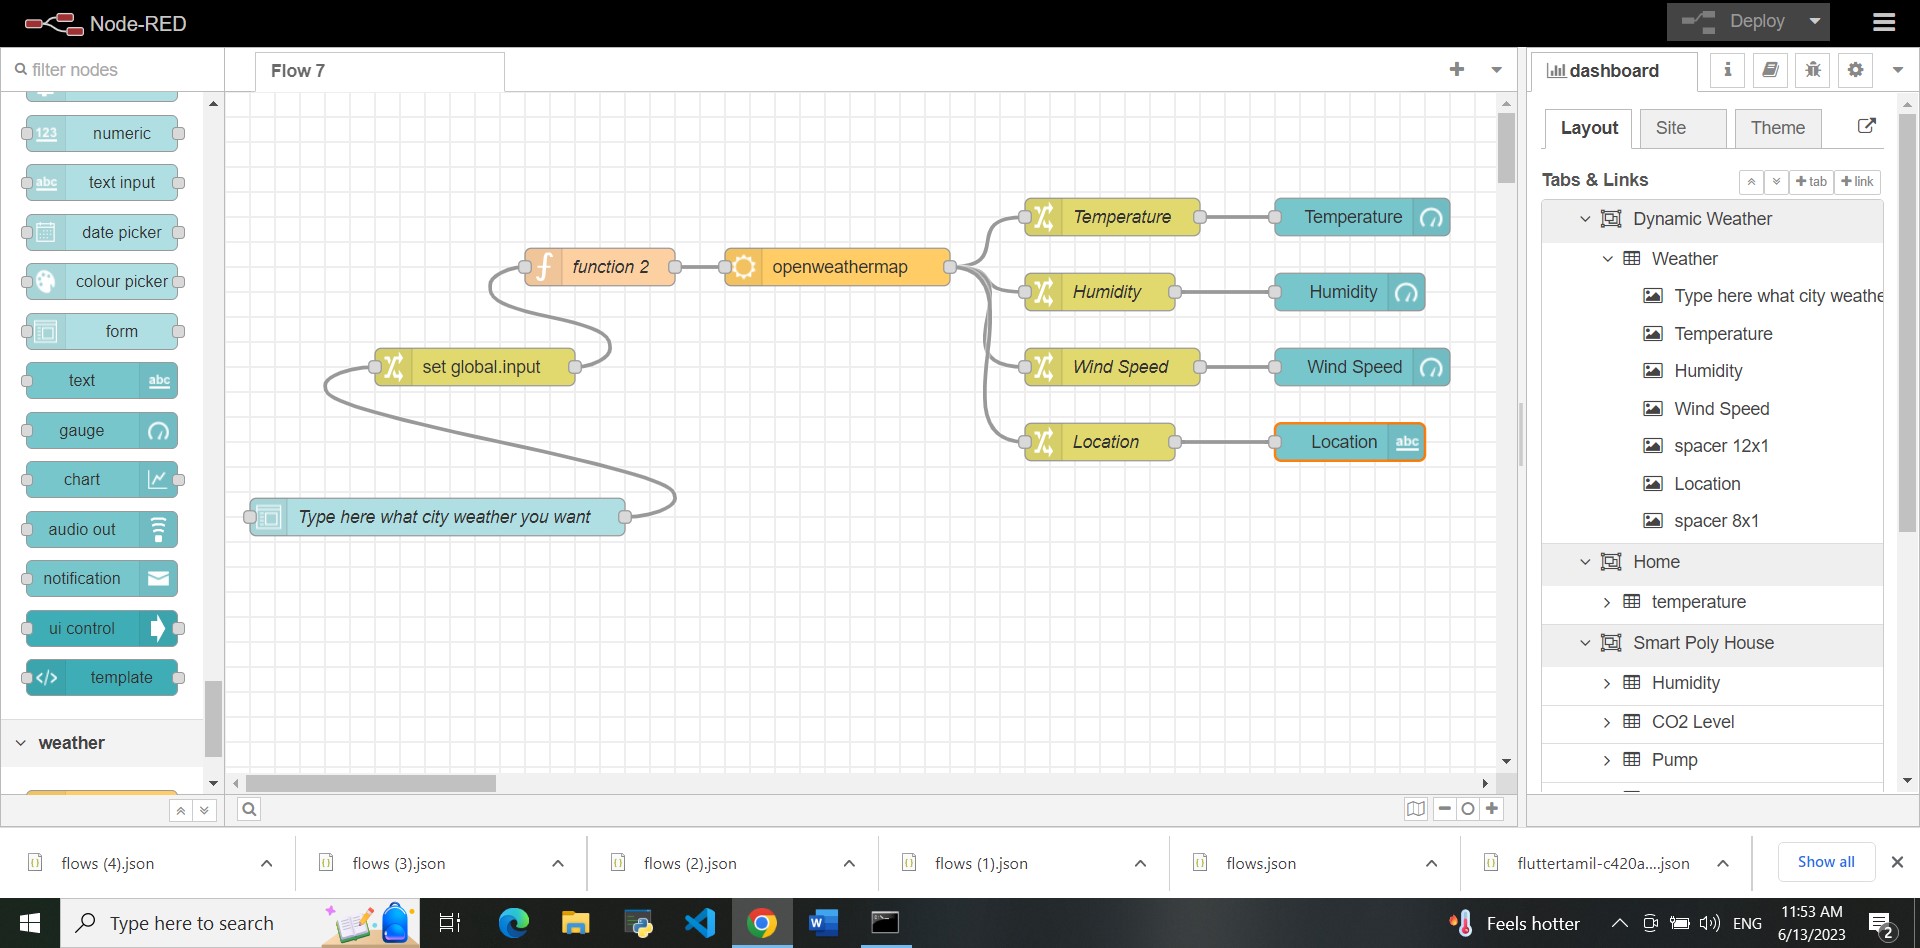 Node-RED
Deploy
filter nodes
Flow 7
dashboard
numeric
text input
date picker
colour picker
form
text
gauge
chart
audio out
notification
ui control
template
weather
123
abc
abc
function 2
openweathermap
set global.input
Type here what city weather you want
Temperature
Temperature
Humidity
Humidity
Wind Speed
Wind Speed
Location
Location
abc
Layout
Site
Theme
Tabs & Links
tab
link
Dynamic Weather
Weather
Type here what city weathe
Temperature
Humidity
Wind Speed
spacer 12x1
Location
spacer 8x1
Home
temperature
Smart Poly House
Humidity
CO2 Level
Pump
flows (4).json
flows (3).json
flows (2).json
flows (1).json
flows.json
fluttertamil-c420a....json
Show all
Type here to search
Feels hotter
ENG
11:53 AM
6/13/2023
2